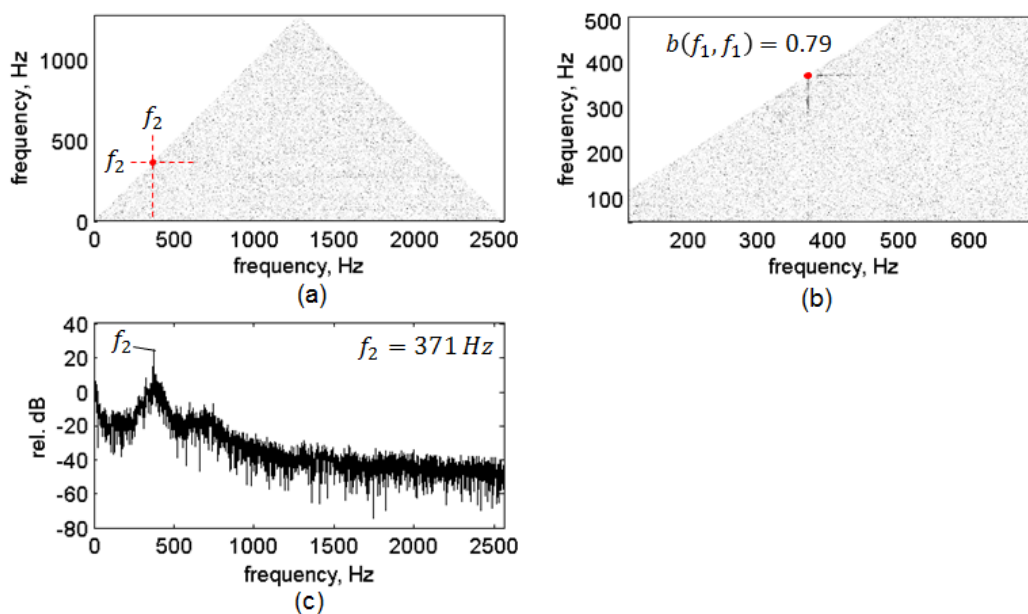 frequency, Hz
1000
500
0
f₂
f₂
0 500 1000 1500 2000 2500
frequency, Hz
(a)
frequency, Hz
500
400
300
200
100
b(f₁, f₁) = 0.79
200 300 400 500 600
frequency, Hz
(b)
rel. dB
40
20
0
-20
-40
-60
-80
f₂
f₂ = 371 Hz
0 500 1000 1500 2000 2500
frequency, Hz
(c)